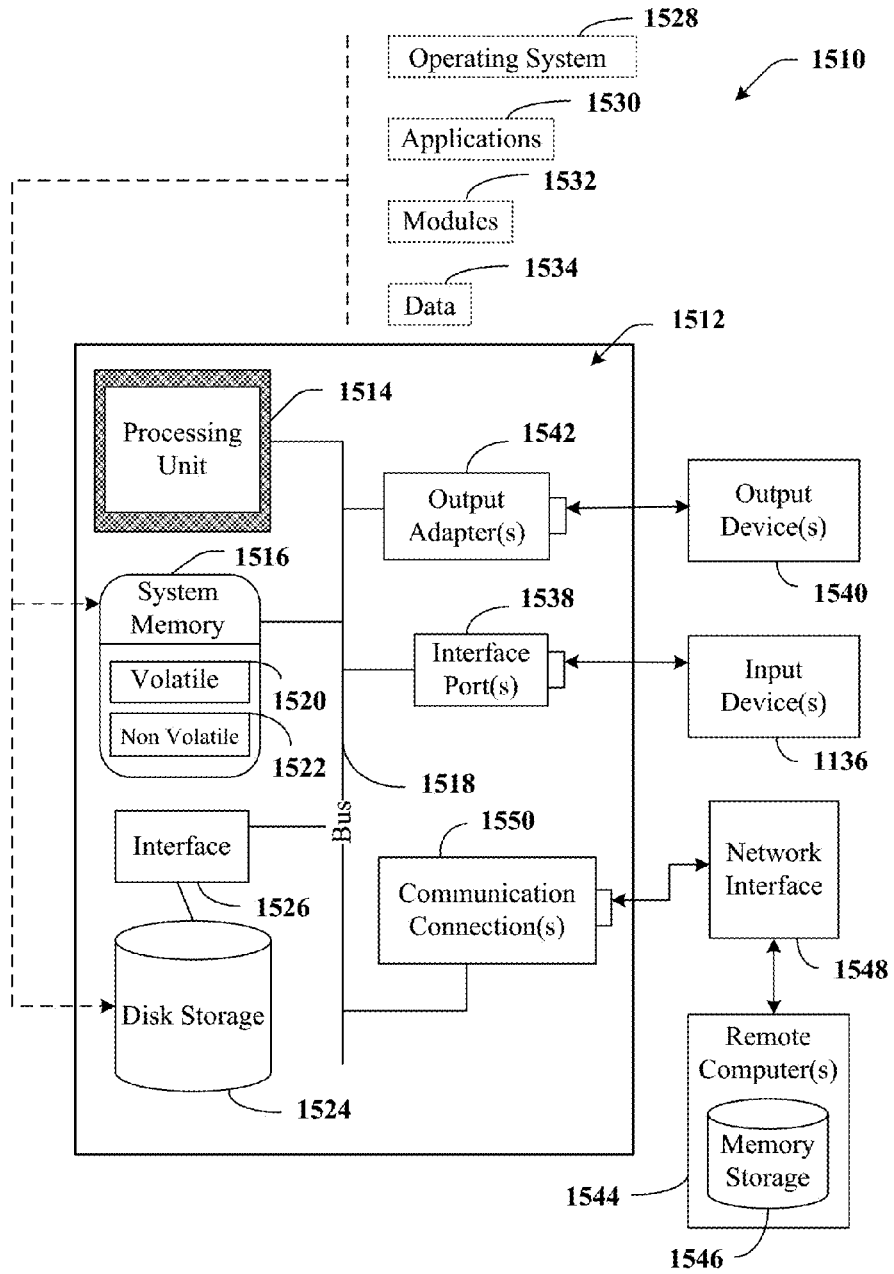 1528
Operating System
1510
1530
Applications
1532
Modules
1534
Data
1512
1514
Processing
Unit
1542
Output
Adapter(s)
Output
Device(s)
1540
1516
System
Memory
Volatile
1520
Non Volatile
1522
1538
Interface
Port(s)
Input
Device(s)
1136
1518
Bus
Interface
1526
1550
Communication
Connection(s)
Network
Interface
1548
Disk Storage
1524
Remote
Computer(s)
Memory
Storage
1544
1546